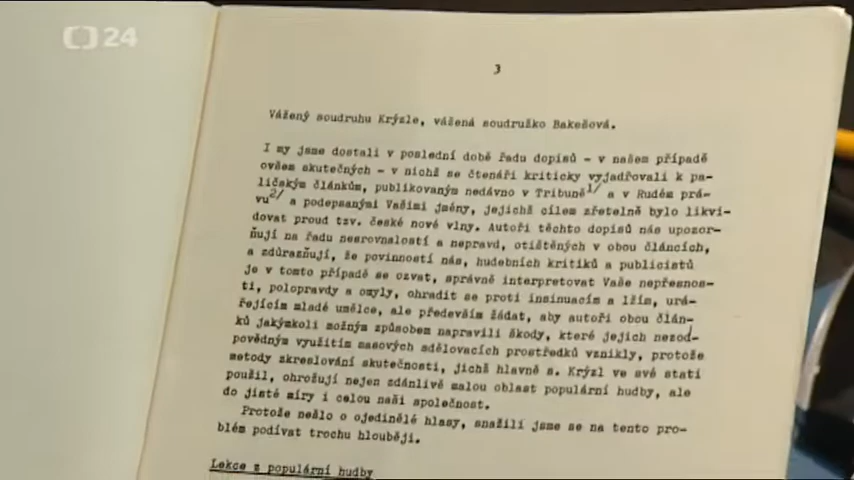 ČT24
3
Vážený soudruhu Krýzle, vážená soudružko Bakešová.
I my jsme dostali v poslední době řadu dopisů - v našem případě
ovšem skutečných - v nichž se čtenáři kriticky vyjadřovali k pa-
ličským článkům, publikovaným nedávno v Tribuně1/ a v Rudém prá-
vu2/ a podepsanými Vašimi jmény, jejichž cílem zřetelně bylo likvi-
dovat proud tzv. české nové vlny. Autoři těchto dopisů nás upozor-
ňují na řadu nesrovnalostí a nepravd, otištěných v obou článcích,
a zdůrazňují, že povinností nás, hudebních kritiků a publicistů
je v tomto případě se ozvat, správně interpretovat Vaše nepřesnos-
ti, polopravdy a omyly, ohradit se proti insinuacím a lžím, urá-
žejícím mladé umělce, ale především žádat, aby autoři obou člán-
ků jakýmkoli možným způsobem napravili škody, které jejich nezod-
povědným využitím masových sdělovacích prostředků vznikly, protože
metody zkreslování skutečnosti, jichž hlavně s. Krýzl ve své stati
použil, ohrožují nejen zdánlivě malou oblast populární hudby, ale
do jisté míry i celou naši společnost.
Protože nešlo o ojedinělé hlasy, snažili jsme se na tento pro-
blém podívat trochu hlouběji.
Lekce z populární hudby